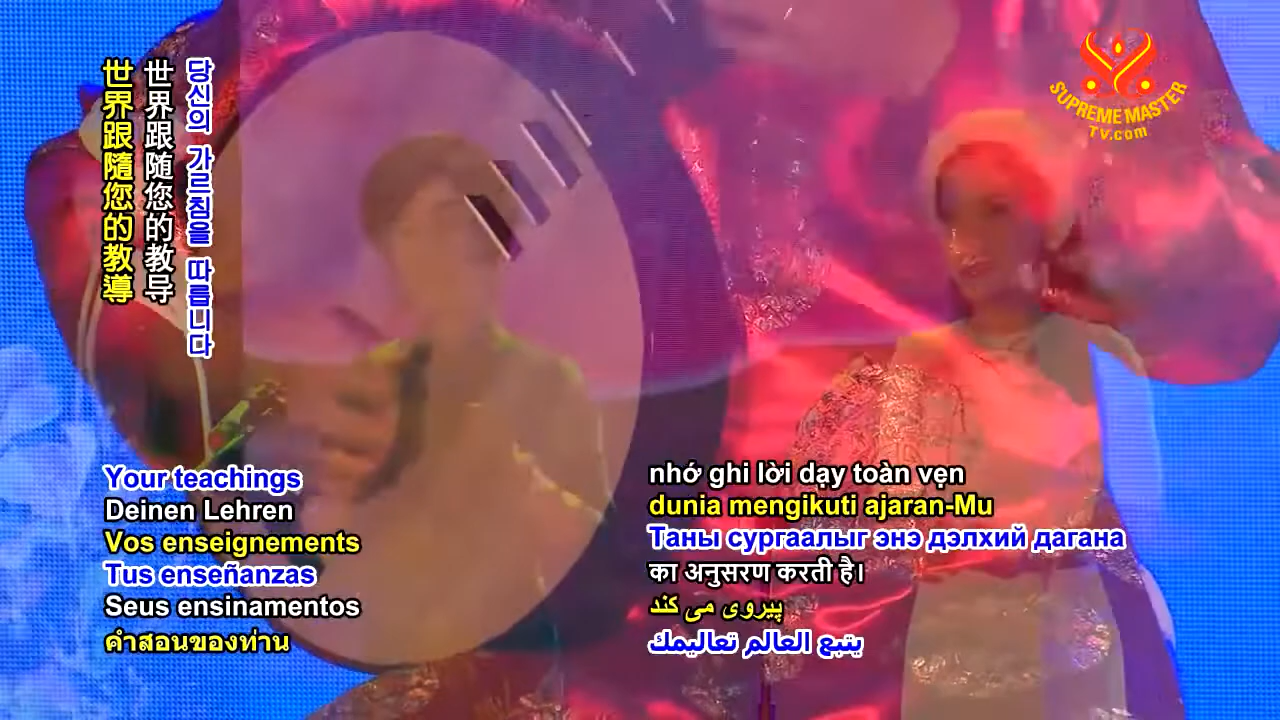 世界跟隨您的教導
世界跟随您的教导
당신의 가르침을 따릅니다
SUPREME MASTER
TV.com
Your teachings
Deinen Lehren
Vos enseignements
Tus enseñanzas
Seus ensinamentos
คำสอนของท่าน
nhớ ghi lời dạy toàn vẹn
dunia mengikuti ajaran-Mu
Таны сургаалыг энэ дэлхий дагана
का अनुसरण करती है।
پیروی می کند
يتبع العالم تعاليمك